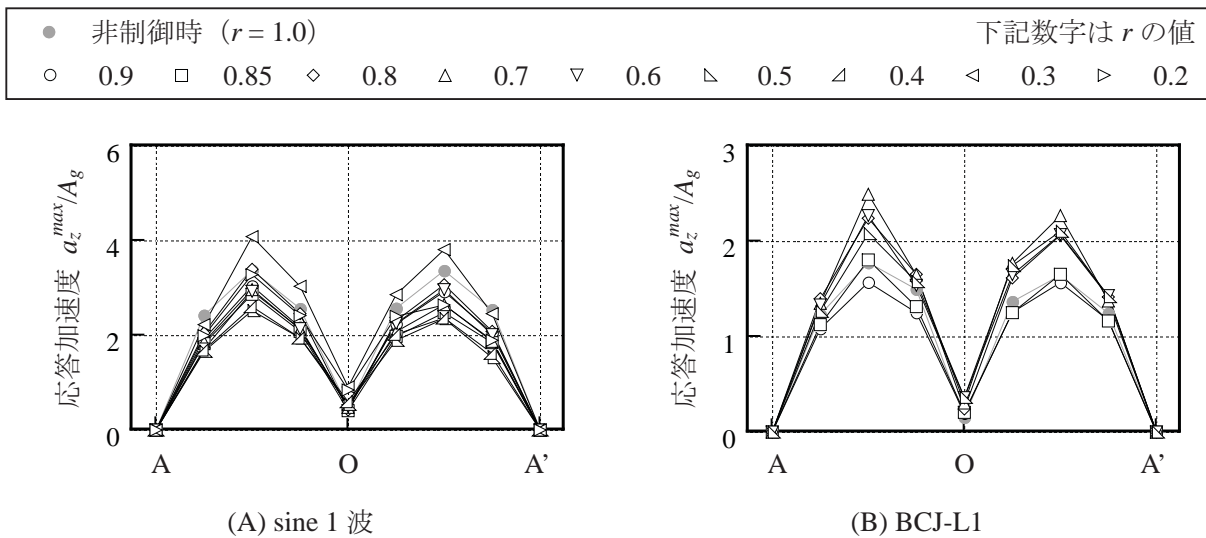 非制御時 (r = 1.0) 下記数字は r の値
0.9 0.85 0.8 0.7 0.6 0.5 0.4 0.3 0.2
応答加速度 a_z^max/A_g
6
4
2
0
A O A’
(A) sine 1 波
応答加速度 a_z^max/A_g
3
2
1
0
A O A’
(B) BCJ-L1